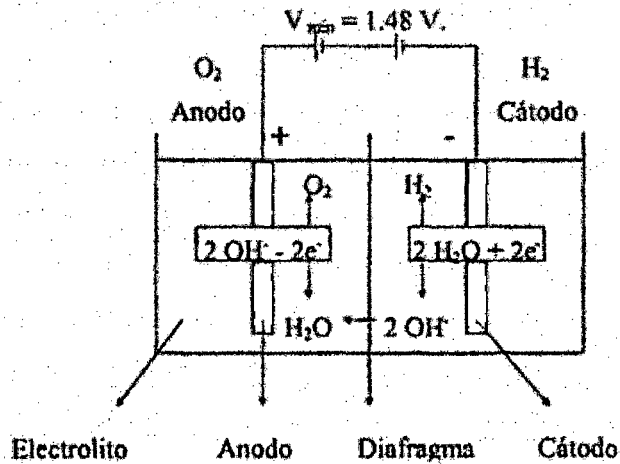 V mín = 1.48 V.
O₂ H₂
Anodo Cátodo
+ -
O₂ H₂
2 OH⁻ - 2e⁻ 2 H₂O + 2e⁻
H₂O 2 OH⁻
Electrolito Anodo Diafragma Cátodo